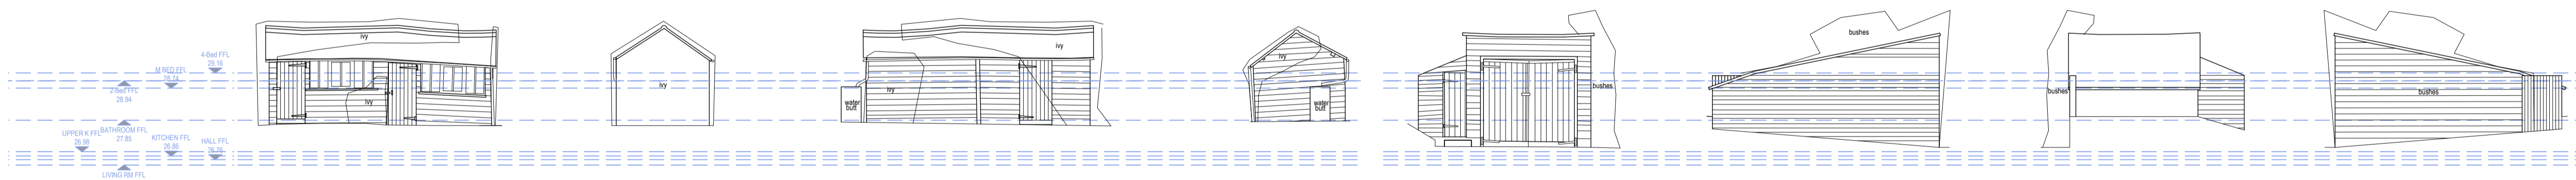 4-Bed FFL
29.16
M BED FFL
28.74
2-Bed FFL
28.94
UPPER K FFL
26.98
BATHROOM FFL
27.85
KITCHEN FFL
26.86
HALL FFL
26.76
LIVING RM FFL
ivy
ivy
ivy
ivy
ivy
water
butt
ivy
water
butt
bushes
bushes
bushes
bushes